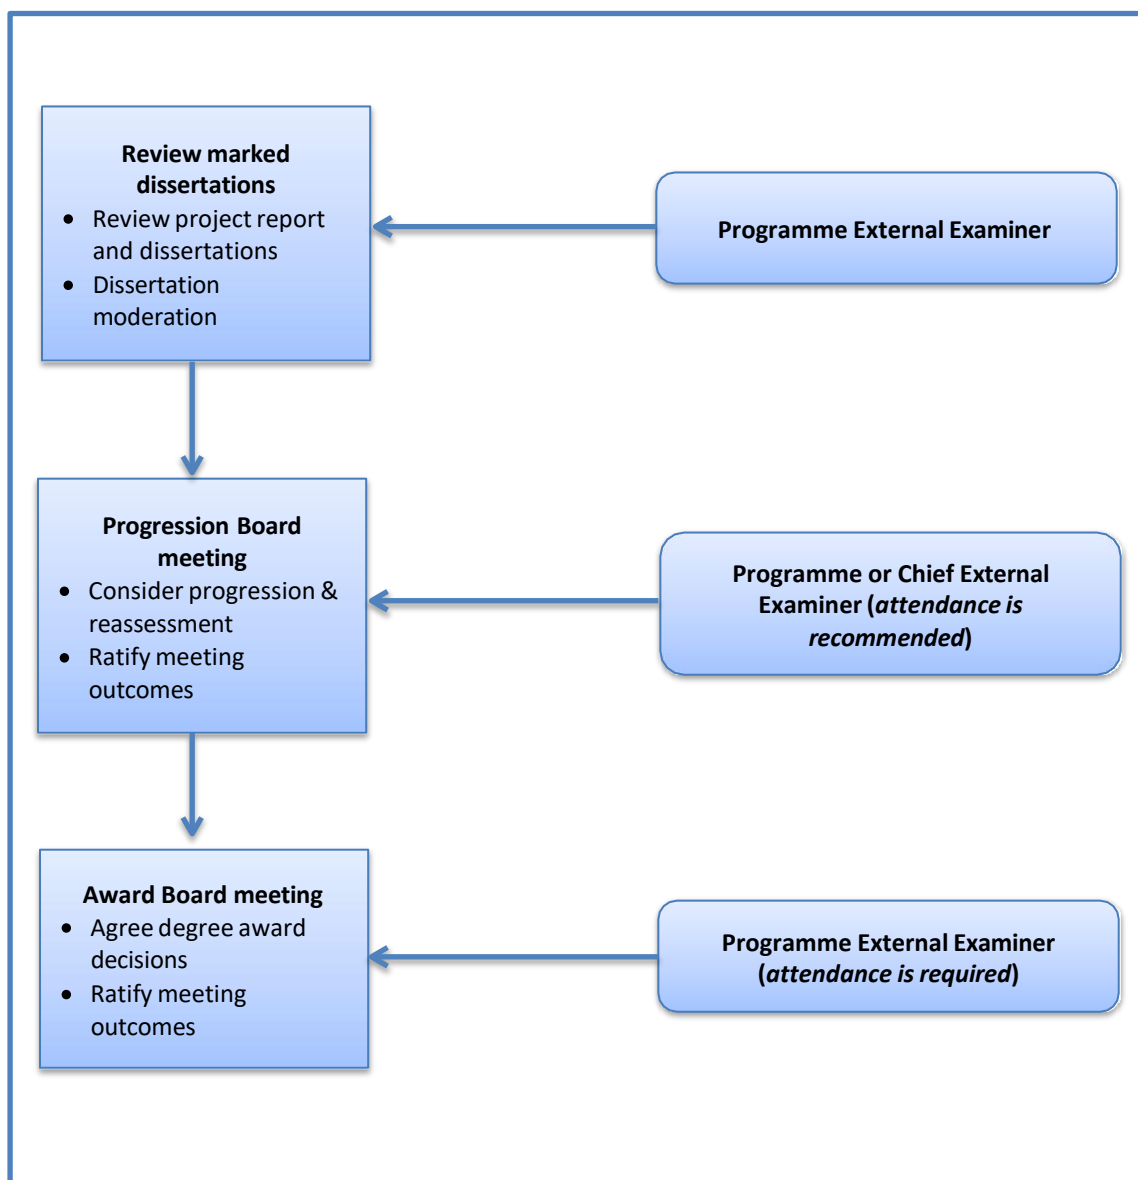 Review marked
dissertations
• Review project report
and dissertations
• Dissertation
moderation
Programme External Examiner
Progression Board
meeting
• Consider progression &
reassessment
• Ratify meeting
outcomes
Programme or Chief External
Examiner (attendance is
recommended)
Award Board meeting
• Agree degree award
decisions
• Ratify meeting
outcomes
Programme External Examiner
(attendance is required)